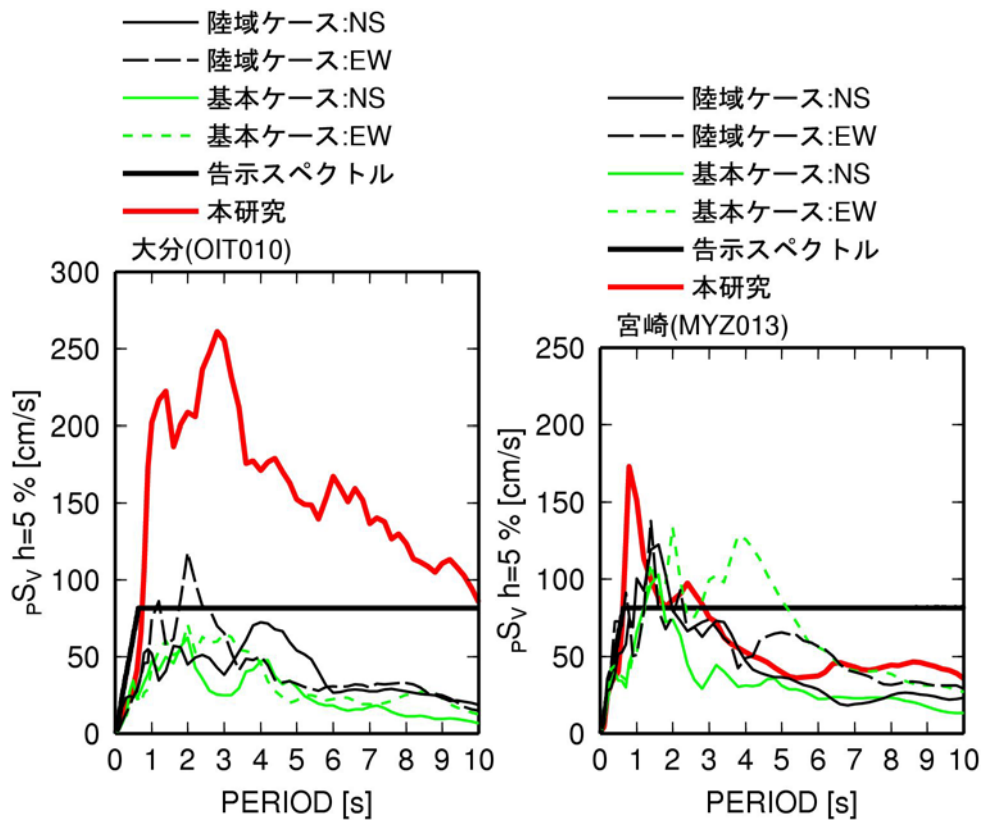 陸域ケース:NS
陸域ケース:EW
基本ケース:NS
基本ケース:EW
告示スペクトル
本研究
大分(OIT010)
300
250
200
150
100
50
0
PSV h=5 % [cm/s]
0 1 2 3 4 5 6 7 8 9 10
PERIOD [s]
陸域ケース:NS
陸域ケース:EW
基本ケース:NS
基本ケース:EW
告示スペクトル
本研究
宮崎(MYZ013)
250
200
150
100
50
0
PSV h=5 % [cm/s]
0 1 2 3 4 5 6 7 8 9 10
PERIOD [s]